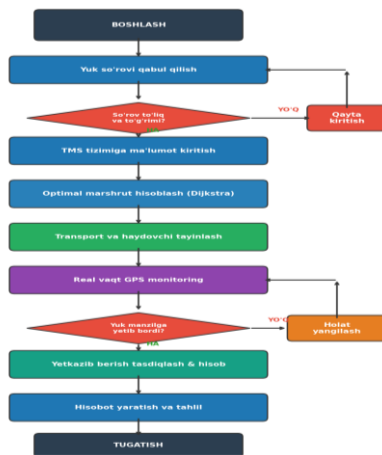 BOSHLASH
Yuk so'rovi qabul qilish
So'rov to'liq
va to'g'rimi?
YO'Q
Qayta
kiritish
HA
TMS tizimiga ma'lumot kiritish
Optimal marshrut hisoblash (Dijkstra)
Transport va haydovchi tayinlash
Real vaqt GPS monitoring
Yuk manzilga
yetib bordi?
YO'Q
Holat
yangilash
HA
Yetkazib berish tasdiqlash & hisob
Hisobot yaratish va tahlil
TUGATISH